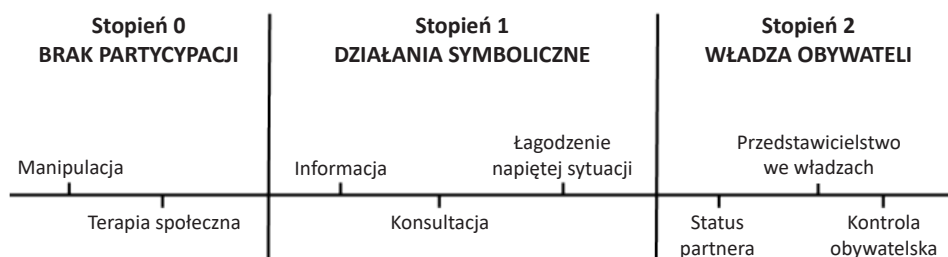 Stopień 0
BRAK PARTYCYPACJI
Stopień 1
DZIAŁANIA SYMBOLICZNE
Stopień 2
WŁADZA OBYWATELI
Manipulacja
Terapia społeczna
Informacja
Konsultacja
Łagodzenie
napiętej sytuacji
Status
partnera
Przedstawicielstwo
we władzach
Kontrola
obywatelska